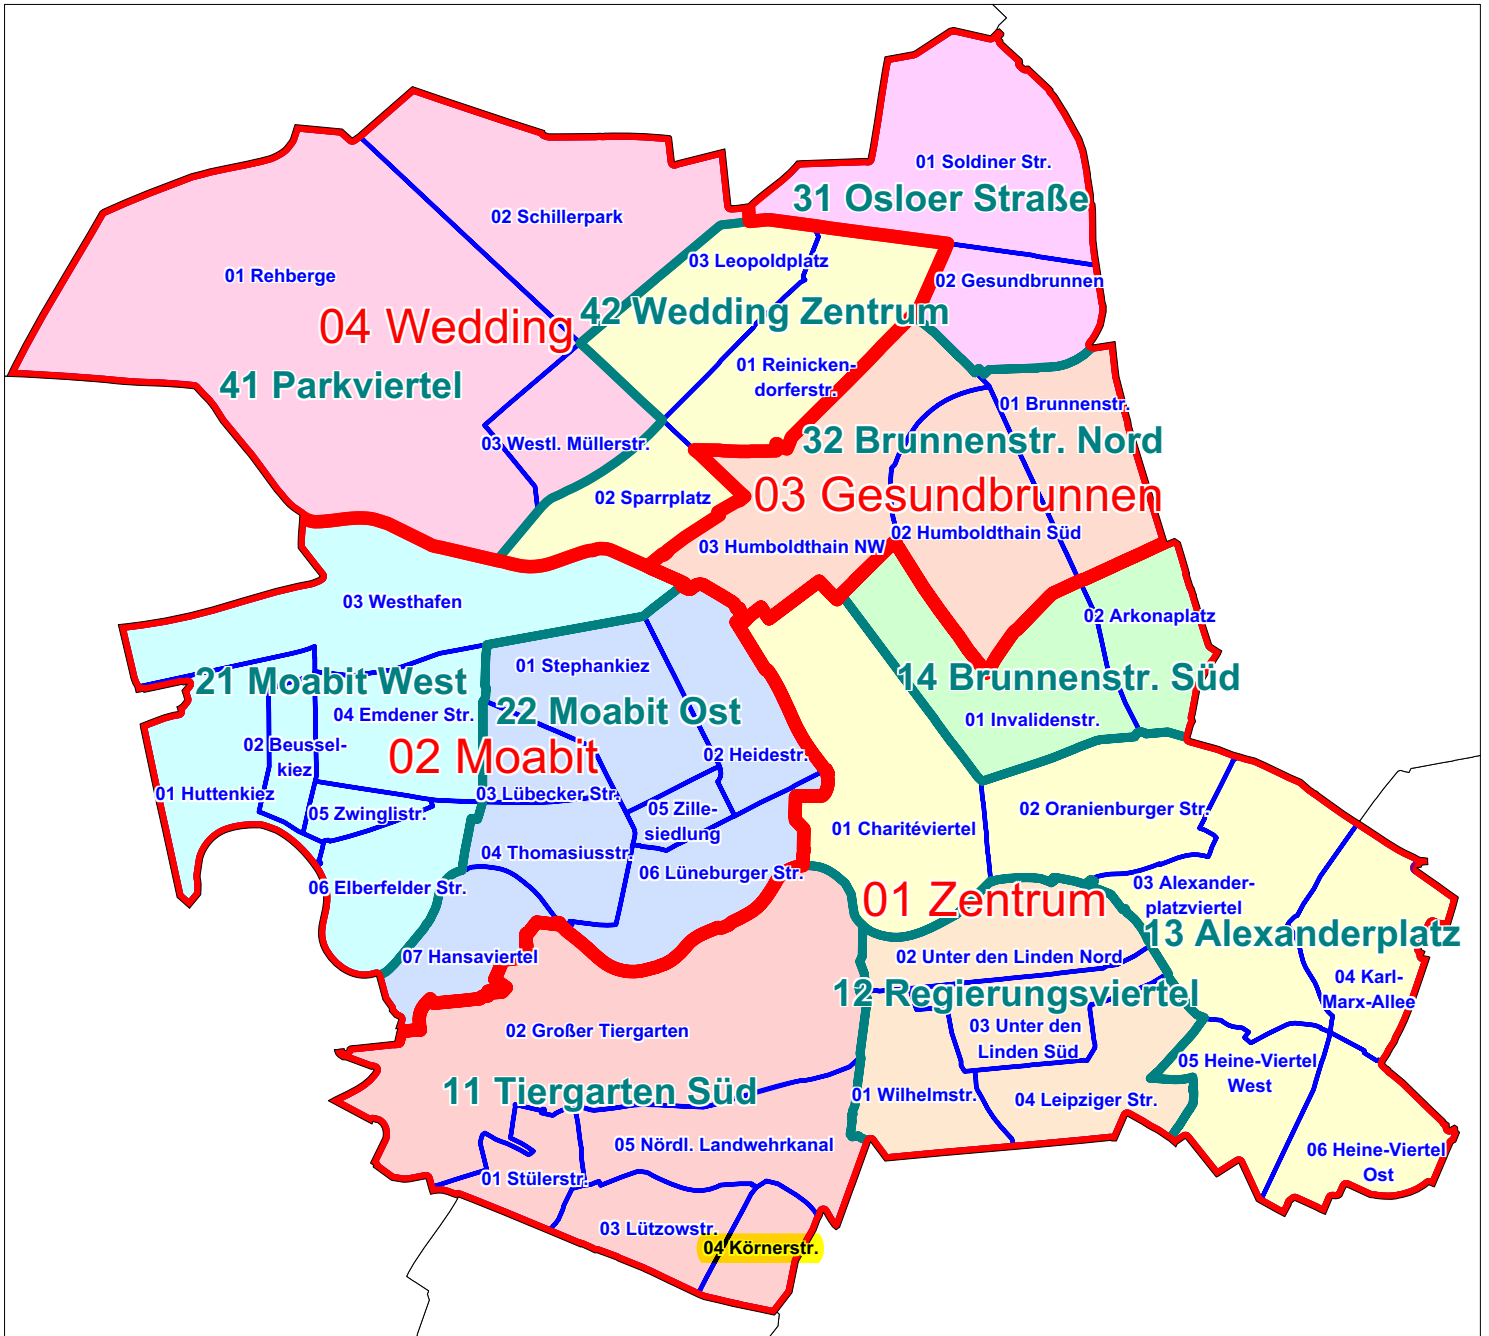 01 Soldiner Str.
31 Osloer Straße
02 Schillerpark
03 Leopoldplatz
01 Rehberge
02 Gesundbrunnen
42 Wedding Zentrum
04 Wedding
01 Reinicken-
dorferstr.
41 Parkviertel
01 Brunnenstr.
32 Brunnenstr. Nord
03 Westl. Müllerstr.
02 Sparrplatz
03 Gesundbrunnen
02 Humboldthain Süd
03 Humboldthain NW
03 Westhafen
02 Arkonaplatz
01 Stephankiez
21 Moabit West
14 Brunnenstr. Süd
22 Moabit Ost
04 Emdener Str.
01 Invalidenstr.
02 Beussel-
kiez
02 Moabit
02 Heidestr.
01 Huttenkiez
03 Lübecker Str.
05 Zwinglistr.
05 Zille-
siedlung
02 Oranienburger Str.
01 Charitéviertel
04 Thomasiusstr.
06 Lüneburger Str.
06 Elberfelder Str.
03 Alexander-
platzviertel
01 Zentrum
13 Alexanderplatz
07 Hansaviertel
02 Unter den Linden Nord
04 Karl-
Marx-Allee
12 Regierungsviertel
02 Großer Tiergarten
03 Unter den
Linden Süd
05 Heine-Viertel
West
11 Tiergarten Süd
01 Wilhelmstr.
04 Leipziger Str.
05 Nördl. Landwehrkanal
06 Heine-Viertel
Ost
01 Stülerstr.
03 Lützowstr.
04 Körnerstr.